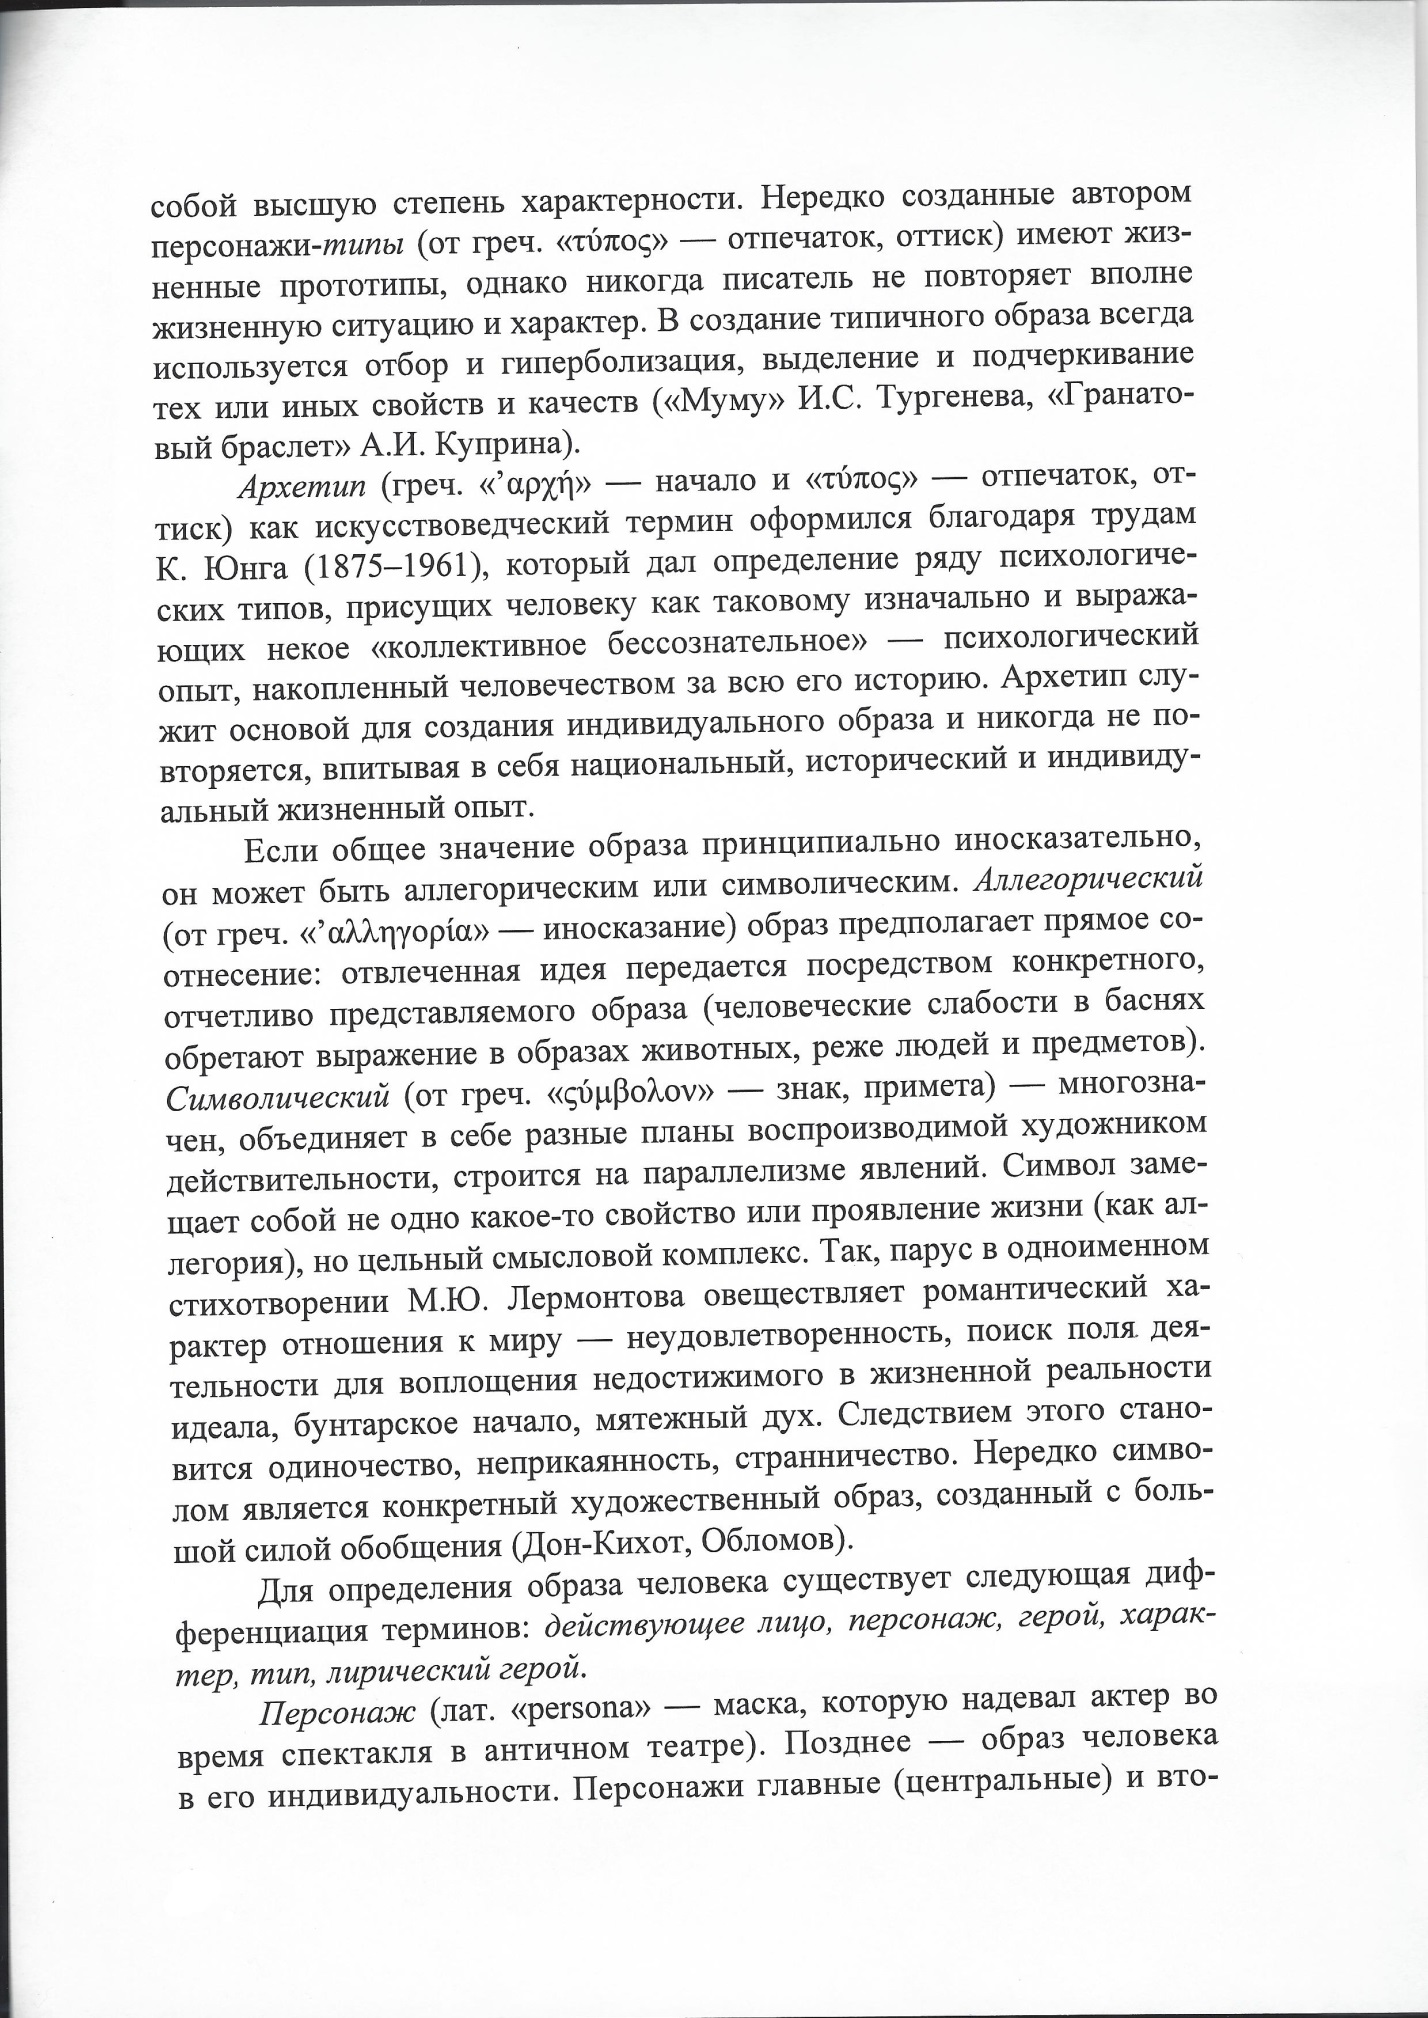 собой высшую степень характерности. Нередко созданные автором
персонажи-типы (от греч. «τύπος» — отпечаток, оттиск) имеют жиз-
ненные прототипы, однако никогда писатель не повторяет вполне
жизненную ситуацию и характер. В создание типичного образа всегда
используется отбор и гиперболизация, выделение и подчеркивание
тех или иных свойств и качеств («Муму» И.С. Тургенева, «Гранато-
вый браслет» А.И. Куприна).
Архетип (греч. «’αρχή» — начало и «τύπος» — отпечаток, от-
тиск) как искусствоведческий термин оформился благодаря трудам
К. Юнга (1875–1961), который дал определение ряду психологиче-
ских типов, присущих человеку как таковому изначально и выража-
ющих некое «коллективное бессознательное» — психологический
опыт, накопленный человечеством за всю его историю. Архетип слу-
жит основой для создания индивидуального образа и никогда не по-
вторяется, впитывая в себя национальный, исторический и индивиду-
альный жизненный опыт.
Если общее значение образа принципиально иносказательно,
он может быть аллегорическим или символическим. Аллегорический
(от греч. «’αλληγορία» — иносказание) образ предполагает прямое со-
отнесение: отвлеченная идея передается посредством конкретного,
отчетливо представляемого образа (человеческие слабости в баснях
обретают выражение в образах животных, реже людей и предметов).
Символический (от греч. «ςύμβολον» — знак, примета) — многозна-
чен, объединяет в себе разные планы воспроизводимой художником
действительности, строится на параллелизме явлений. Символ заме-
щает собой не одно какое-то свойство или проявление жизни (как ал-
легория), но цельный смысловой комплекс. Так, парус в одноименном
стихотворении М.Ю. Лермонтова овеществляет романтический ха-
рактер отношения к миру — неудовлетворенность, поиск поля дея-
тельности для воплощения недостижимого в жизненной реальности
идеала, бунтарское начало, мятежный дух. Следствием этого стано-
вится одиночество, неприкаянность, странничество. Нередко симво-
лом является конкретный художественный образ, созданный с боль-
шой силой обобщения (Дон-Кихот, Обломов).
Для определения образа человека существует следующая диф-
ференциация терминов: действующее лицо, персонаж, герой, харак-
тер, тип, лирический герой.
Персонаж (лат. «persona» — маска, которую надевал актер во
время спектакля в античном театре). Позднее — образ человека
в его индивидуальности. Персонажи главные (центральные) и вто-